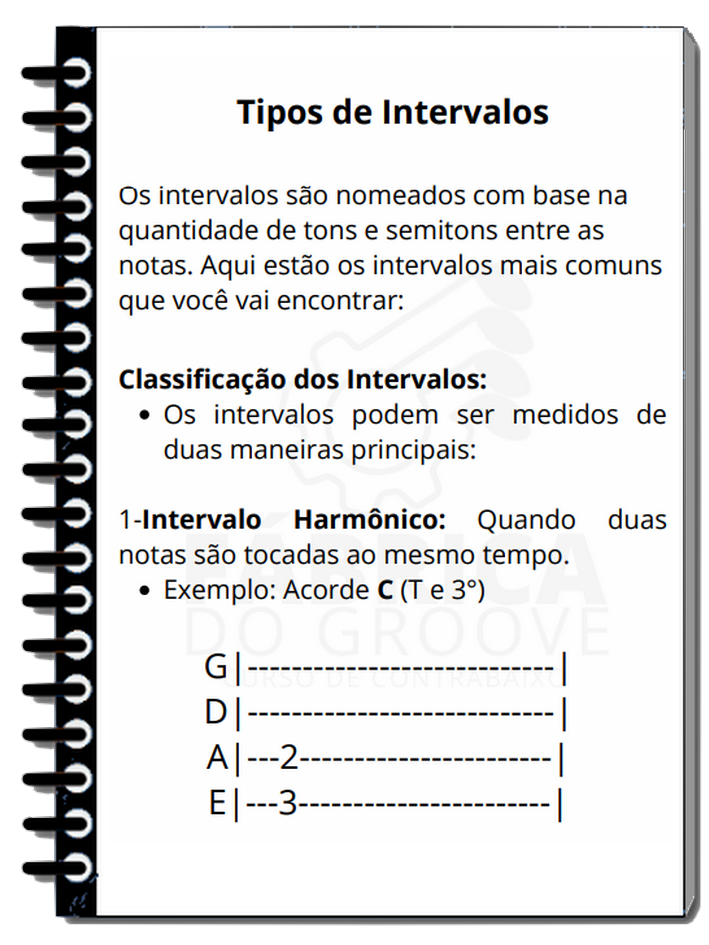 Tipos de Intervalos
Os intervalos são nomeados com base na
quantidade de tons e semitons entre as
notas. Aqui estão os intervalos mais comuns
que você vai encontrar:
Classificação dos Intervalos:
• Os intervalos podem ser medidos de
duas maneiras principais:
1-Intervalo Harmônico: Quando duas
notas são tocadas ao mesmo tempo.
• Exemplo: Acorde C (T e 3°)
FÁBRICA
DO GROOVE
CURSO DE CONTRABAIXO
G|----------------------------|
D|----------------------------|
A|---2-----------------------|
E|---3-----------------------|